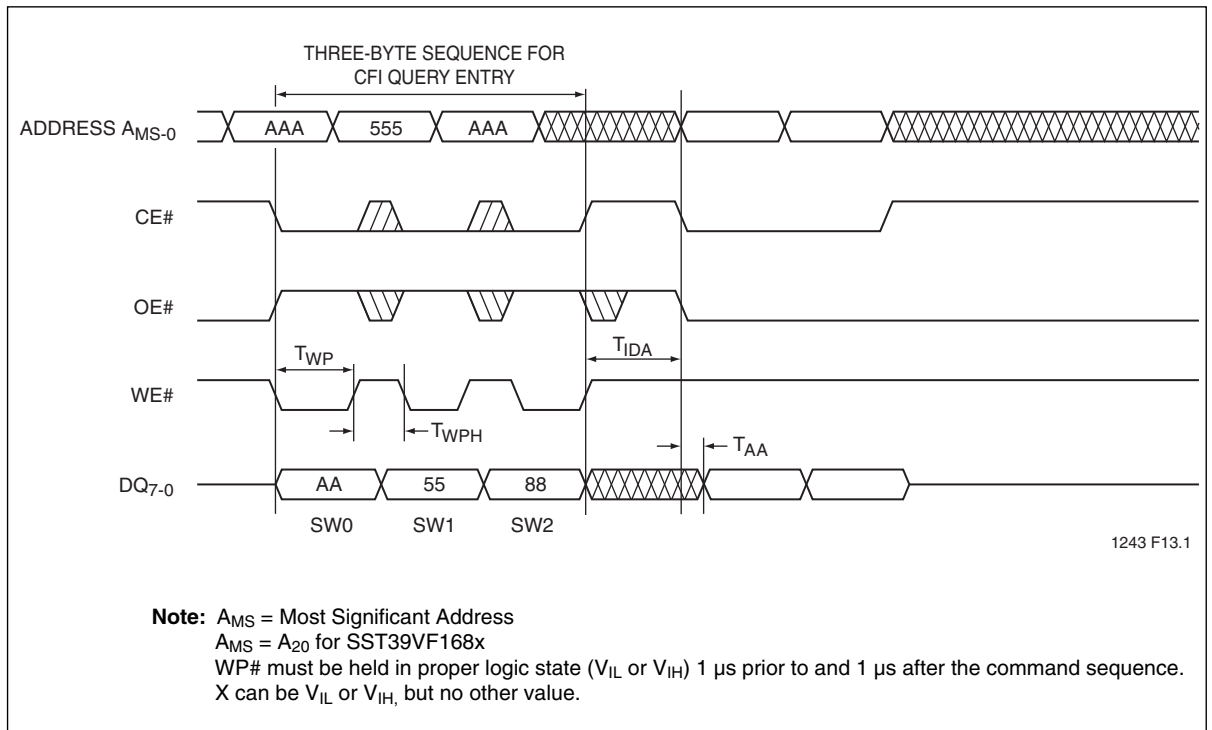 THREE-BYTE SEQUENCE FOR
CFI QUERY ENTRY
ADDRESS AMS-0
AAA
555
AAA
CE#
OE#
TWP
TIDA
WE#
TWPH
TAA
DQ7-0
AA
55
88
SW0
SW1
SW2
1243 F13.1
Note: AMS = Most Significant Address
AMS = A20 for SST39VF168x
WP# must be held in proper logic state (VIL or VIH) 1 µs prior to and 1 µs after the command sequence.
X can be VIL or VIH, but no other value.